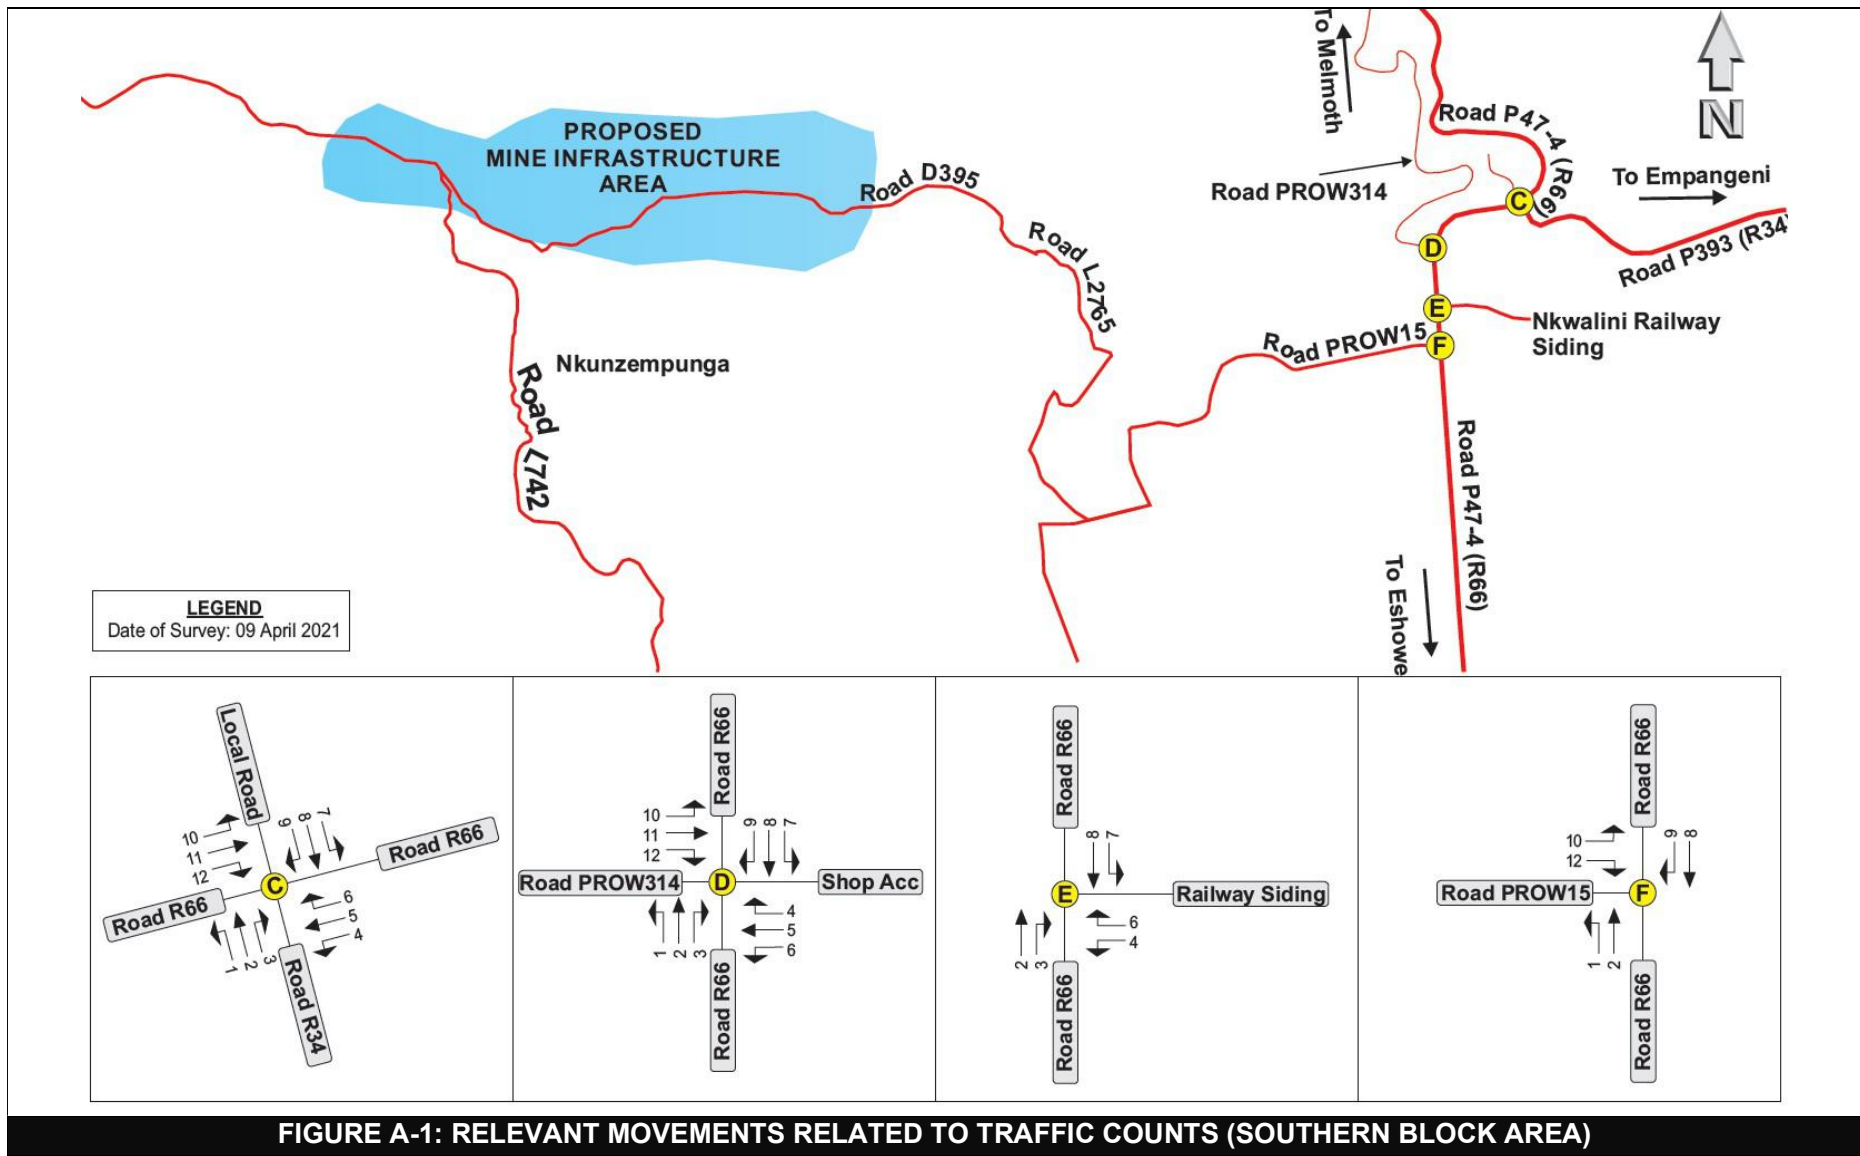 To Melmoth
N
Road P47-4 (R66)
PROPOSED
MINE INFRASTRUCTURE
AREA
Road D395
Road PROW314
To Empangeni
C
Road P393 (R34)
D
Road L2765
E
Nkwalini Railway
Siding
Road PROW15
F
Nkunzempunga
Road L742
Road P47-4 (R66)
To Eshowe
LEGEND
Date of Survey: 09 April 2021
Local Road
10
11
12
9
8
7
Road R66
C
Road R66
6
5
4
1
2
3
Road R34
Road R66
10
11
12
9
8
7
Road PROW314
D
Shop Acc
4
5
6
1
2
3
Road R66
Road R66
8
7
E
Railway Siding
6
4
2
3
Road R66
Road R66
10
12
9
8
Road PROW15
F
1
2
Road R66
FIGURE A-1: RELEVANT MOVEMENTS RELATED TO TRAFFIC COUNTS (SOUTHERN BLOCK AREA)